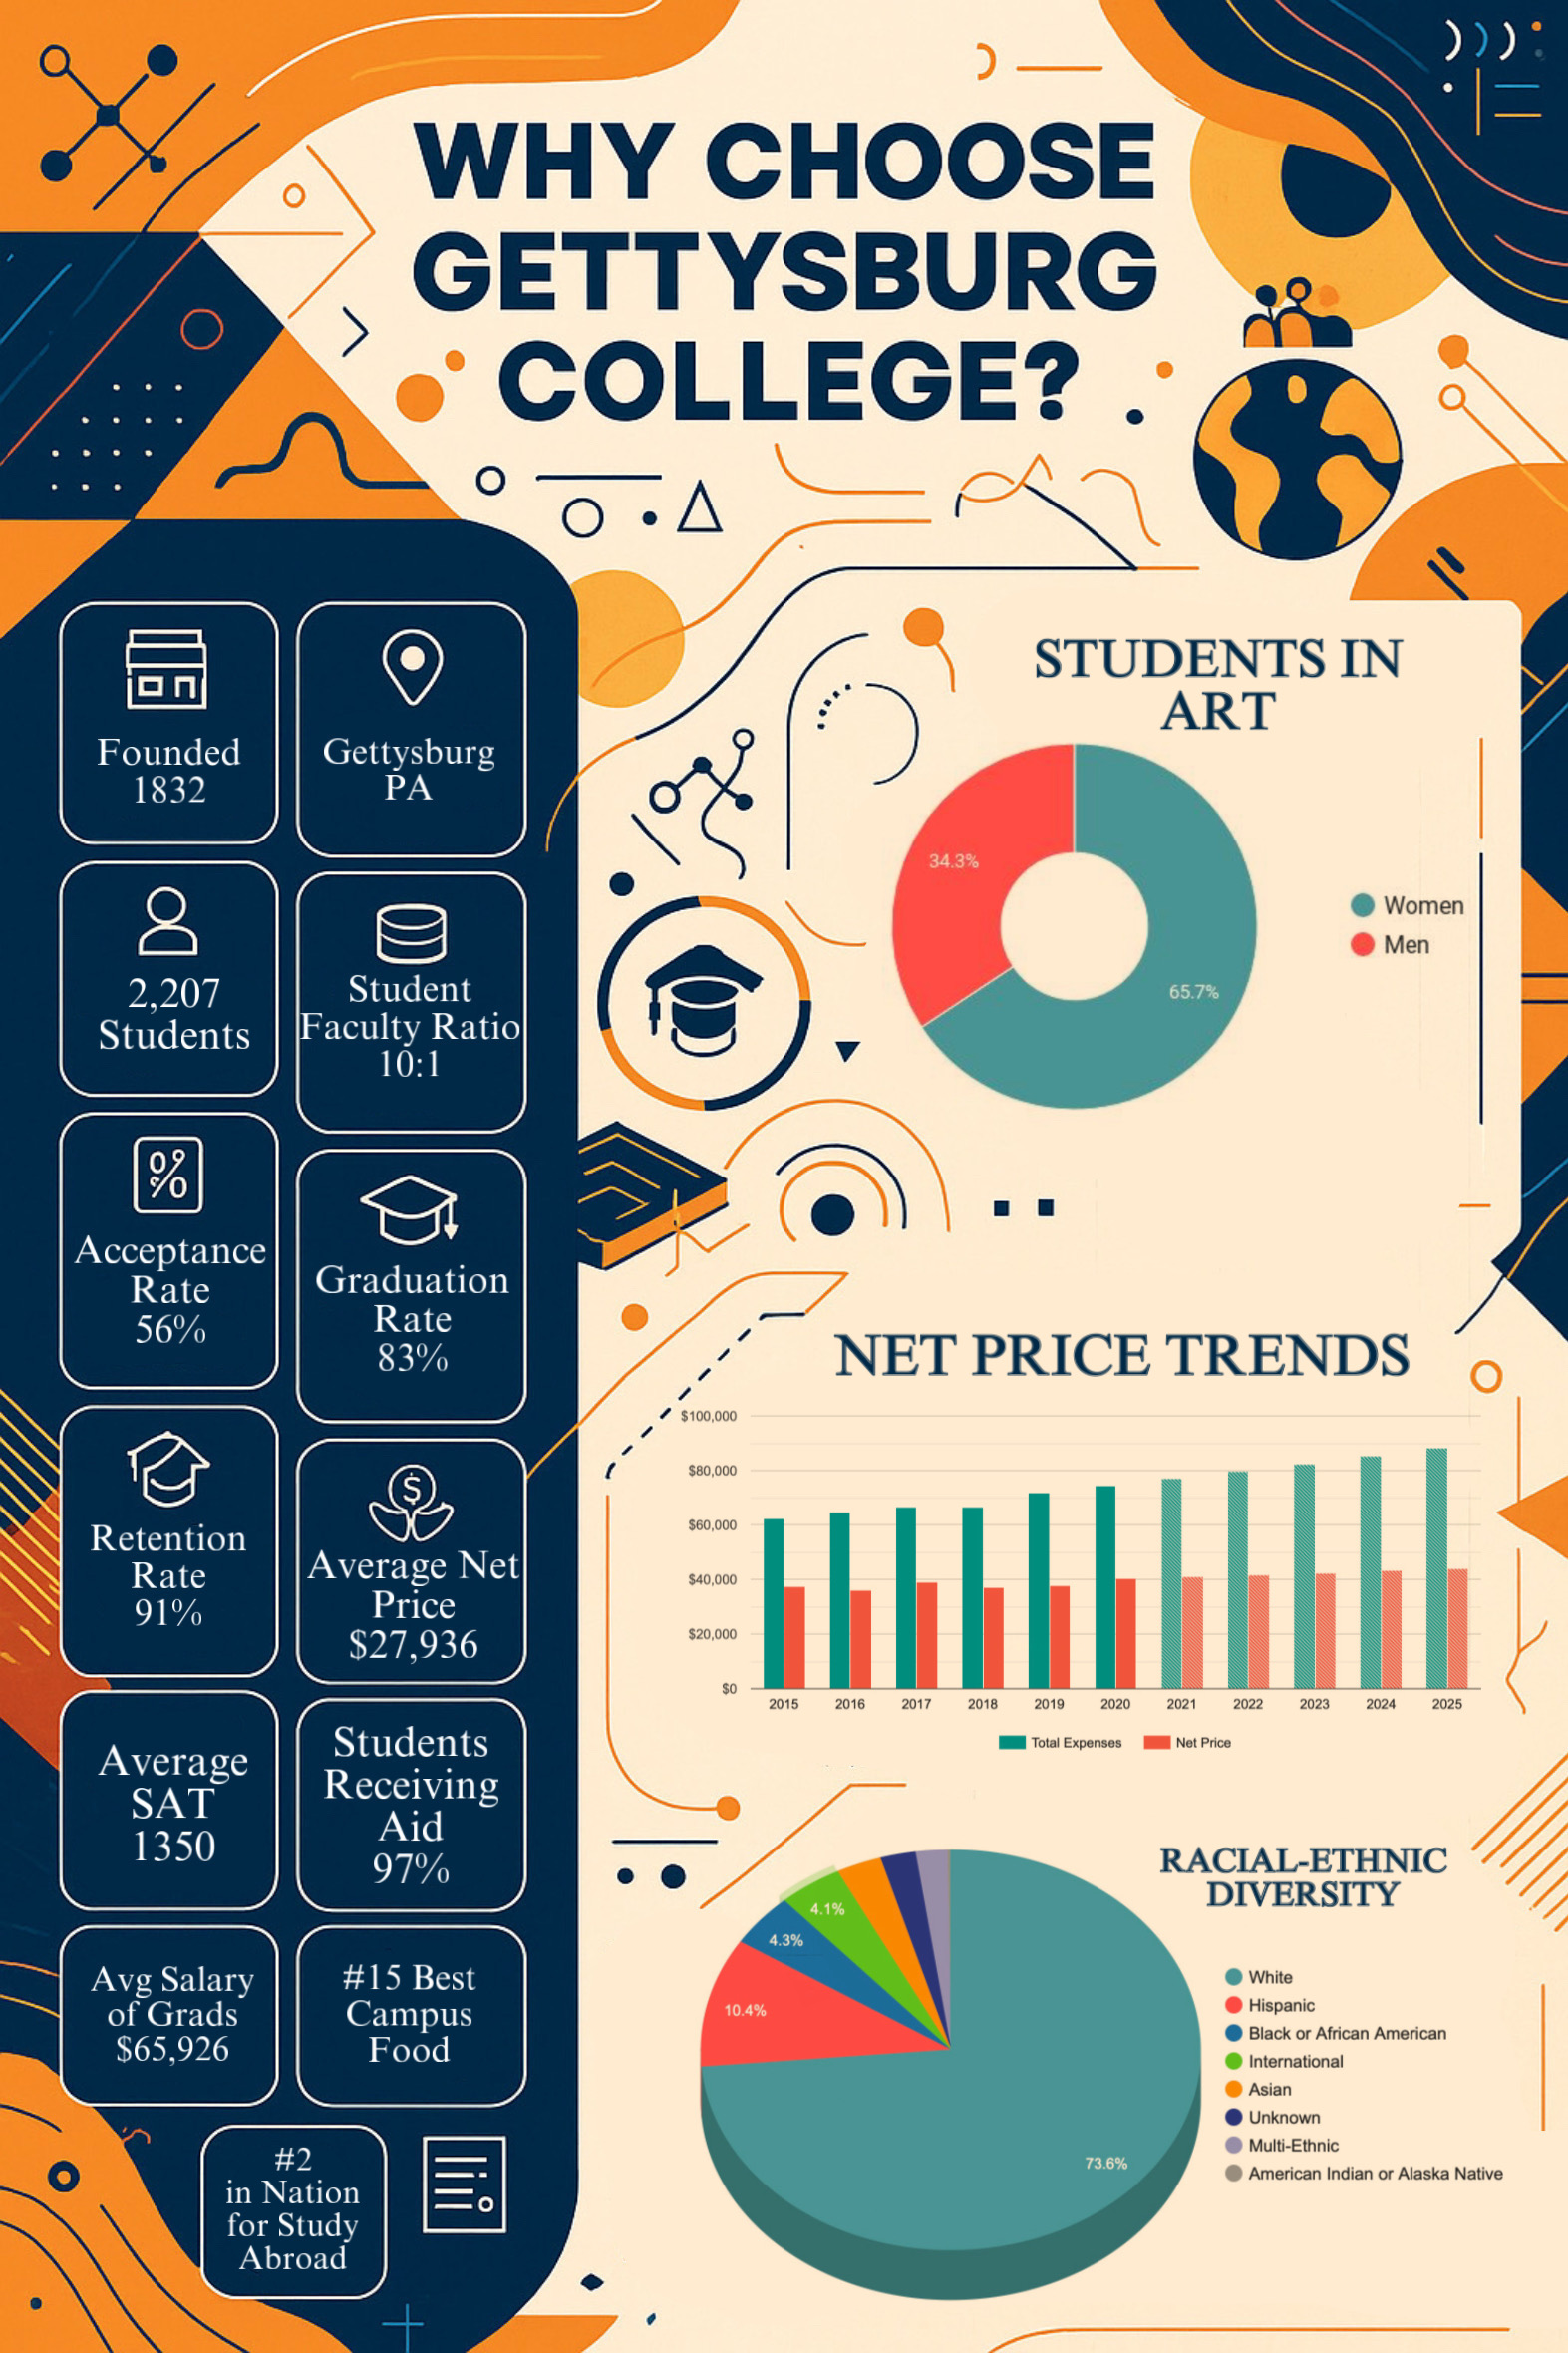 WHY CHOOSE
GETTYSBURG
COLLEGE?
Founded
1832
Gettysburg
PA
2,207
Students
Student
Faculty Ratio
10:1
Acceptance
Rate
56%
Graduation
Rate
83%
Retention
Rate
91%
Average Net
Price
$27,936
Average
SAT
1350
Students
Receiving
Aid
97%
Avg Salary
of Grads
$65,926
#15 Best
Campus
Food
#2
in Nation
for Study
Abroad
STUDENTS IN
ART
34.3%
65.7%
Women
Men
NET PRICE TRENDS
$100,000
$80,000
$60,000
$40,000
$20,000
$0
2015 2016 2017 2018 2019 2020 2021 2022 2023 2024 2025
Total Expenses Net Price
RACIAL-ETHNIC
DIVERSITY
4.1%
4.3%
10.4%
73.6%
White
Hispanic
Black or African American
International
Asian
Unknown
Multi-Ethnic
American Indian or Alaska Native